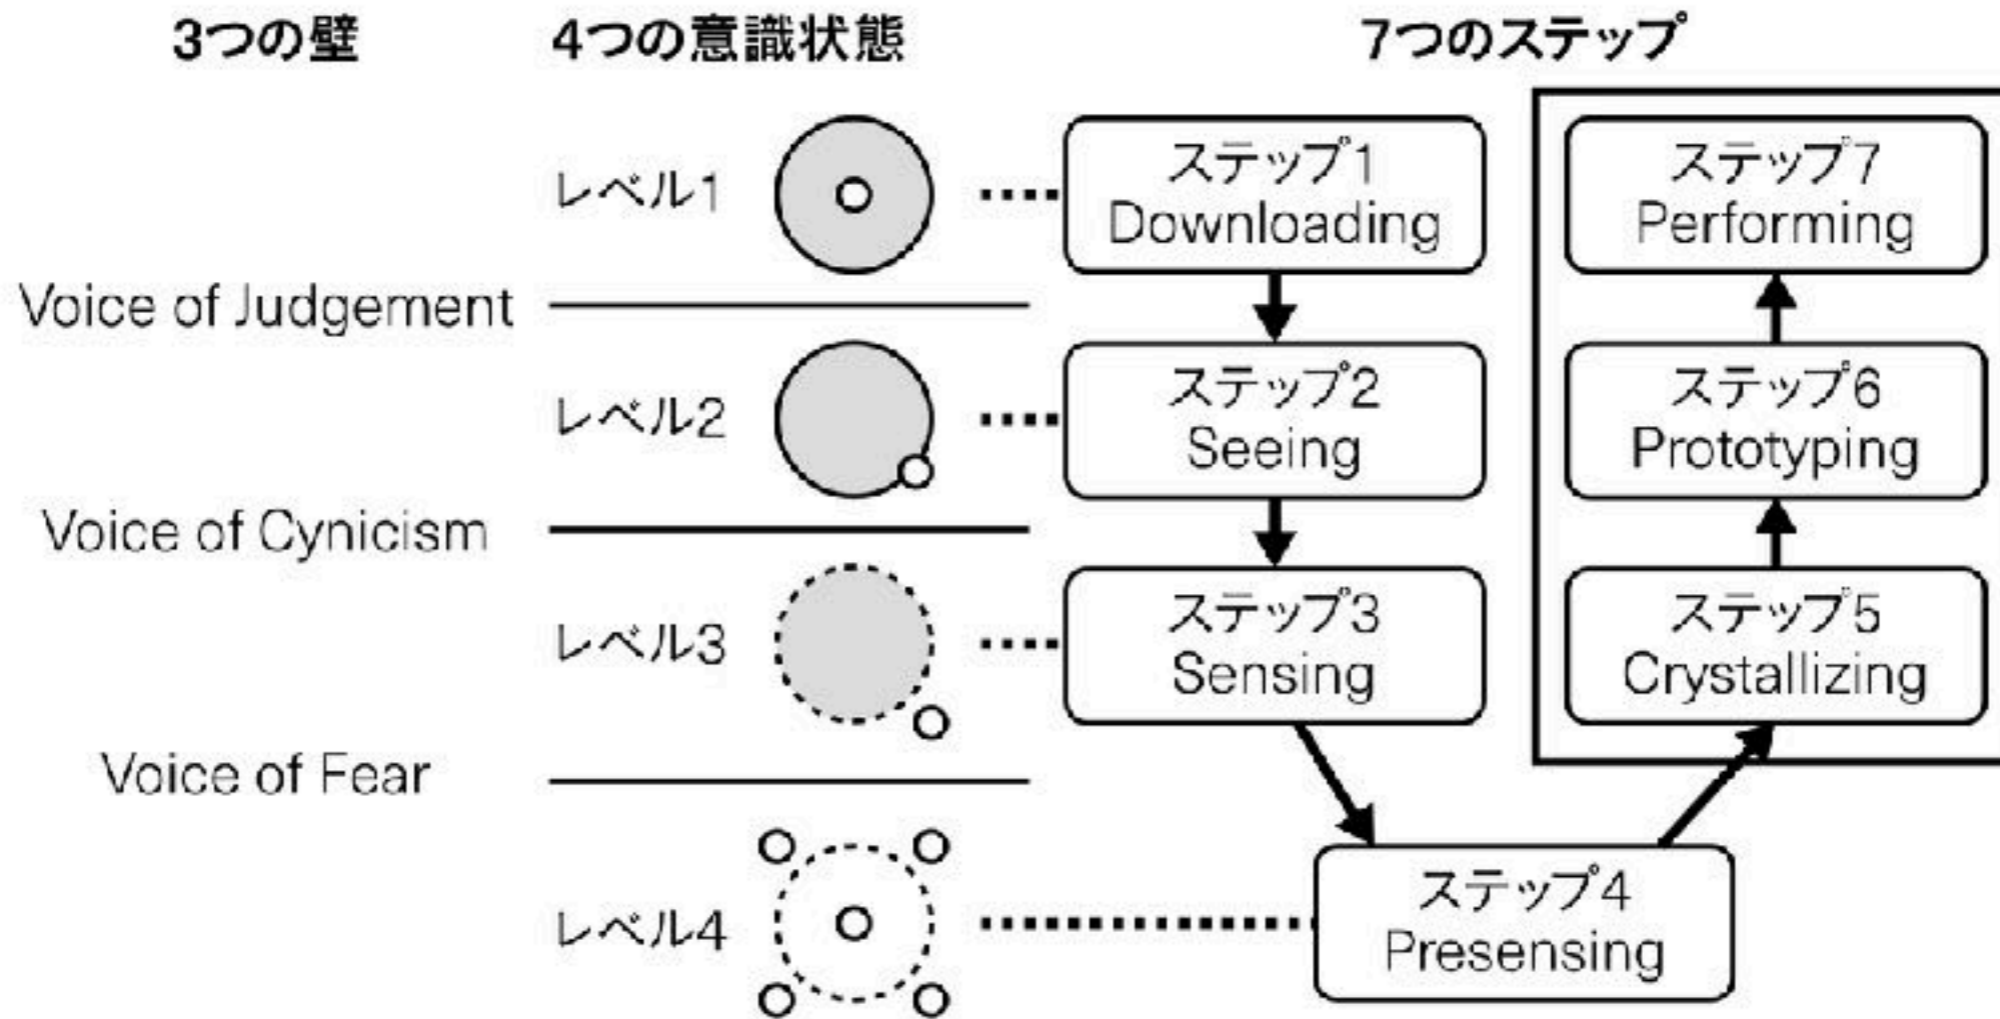 3つの壁
4つの意識状態
7つのステップ
レベル1
ステップ1
Downloading
ステップ7
Performing
Voice of Judgement
レベル2
ステップ2
Seeing
ステップ6
Prototyping
Voice of Cynicism
レベル3
ステップ3
Sensing
ステップ5
Crystallizing
Voice of Fear
レベル4
ステップ4
Presensing